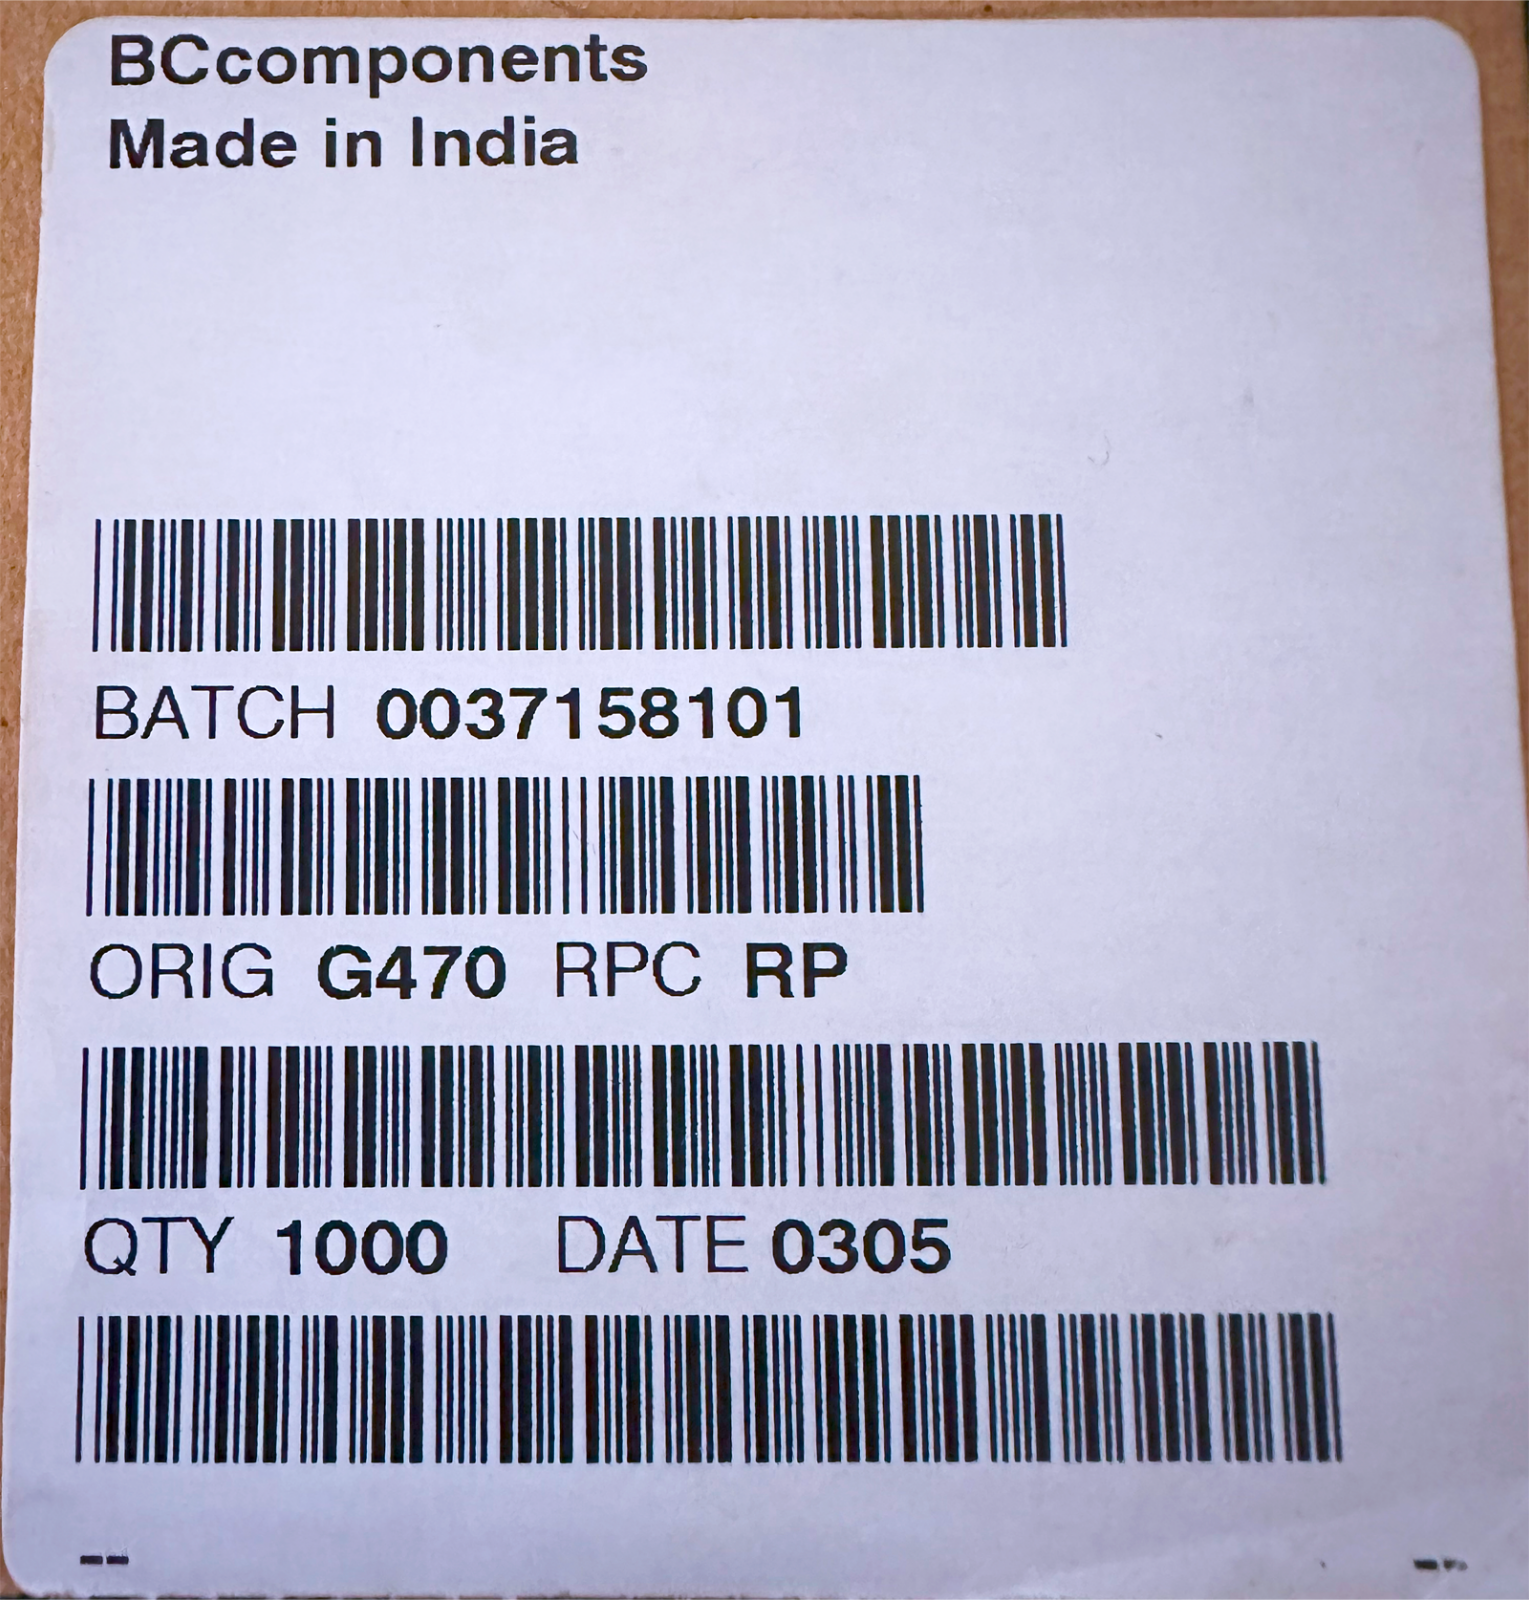 BCcomponents
Made in India
BATCH 0037158101
ORIG G470 RPC RP
QTY 1000 DATE 0305